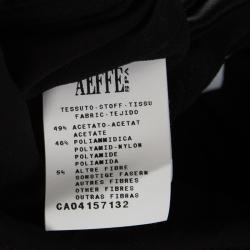 AEFFE
SPA
TESSUTO-STOFF-TISSU
FABRIC-TEJIDO
49% ACETATO-ACETAT
ACETATE
46% POLIAMMIDICA
POLYAMID-NYLON
POLYAMIDE
POLIAMIDA
5% ALTRE FIBRE
SONSTIGE FASERN
AUTRES FIBRES
OTHER FIBRES
OUTRAS FIBRAS
CA04157132